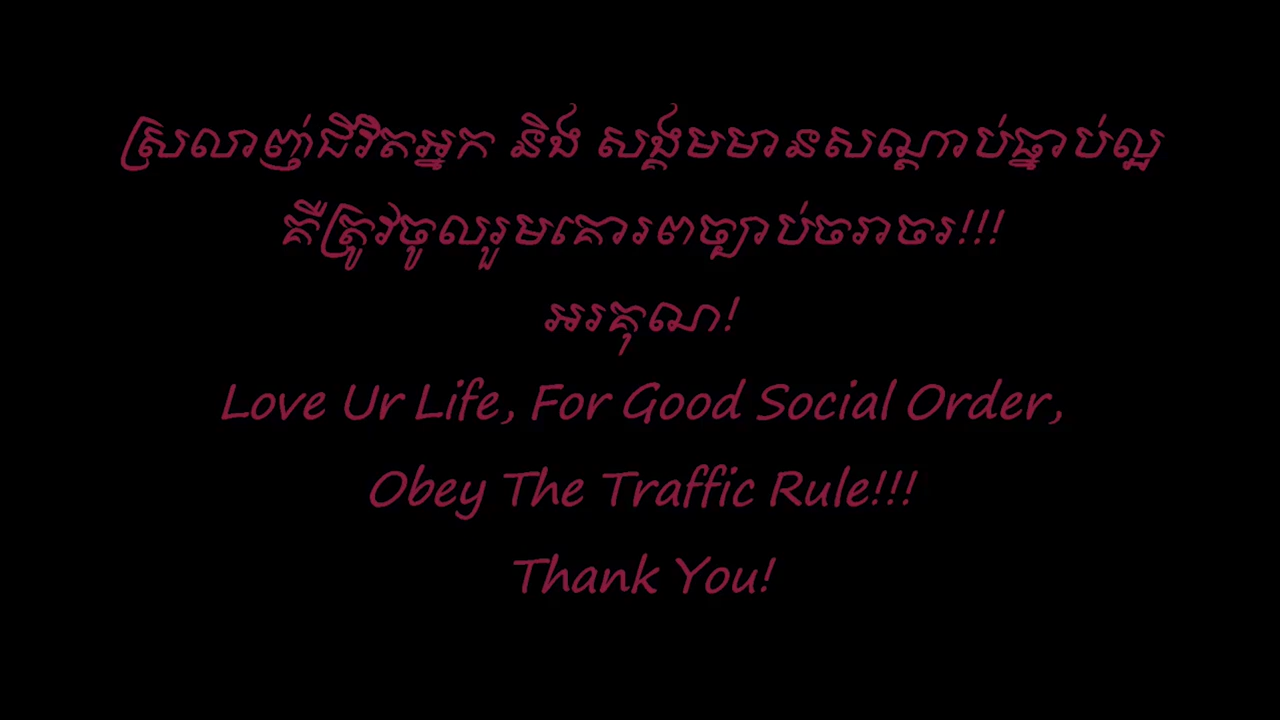 ស្រលាញ់ជីវិតអ្នក និង សង្គមមានសណ្ដាប់ធ្នាប់ល្អ
គឺត្រូវចូលរួមគោរពច្បាប់ចរាចរ!!!
អរគុណ!
Love Ur Life, For Good Social Order,
Obey The Traffic Rule!!!
Thank You!